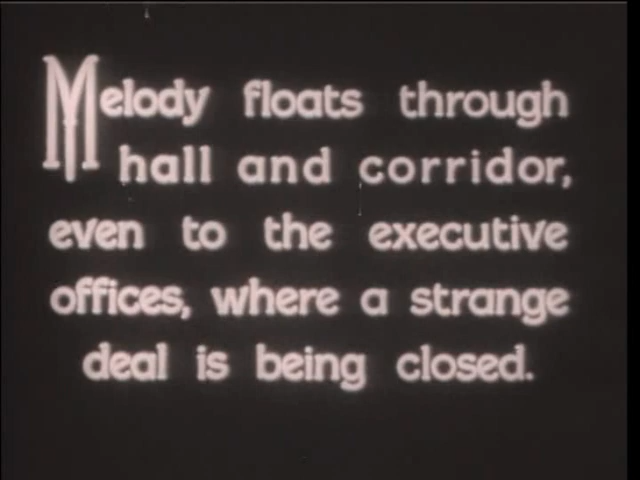 Melody floats through
hall and corridor,
even to the executive
offices, where a strange
deal is being closed.